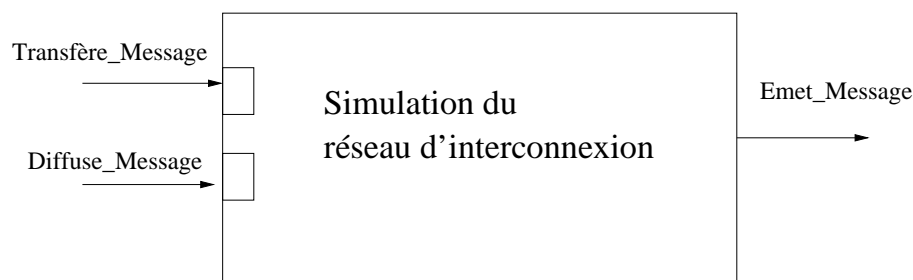 Transfère_Message
Diffuse_Message
Simulation du
réseau d'interconnexion
Emet_Message